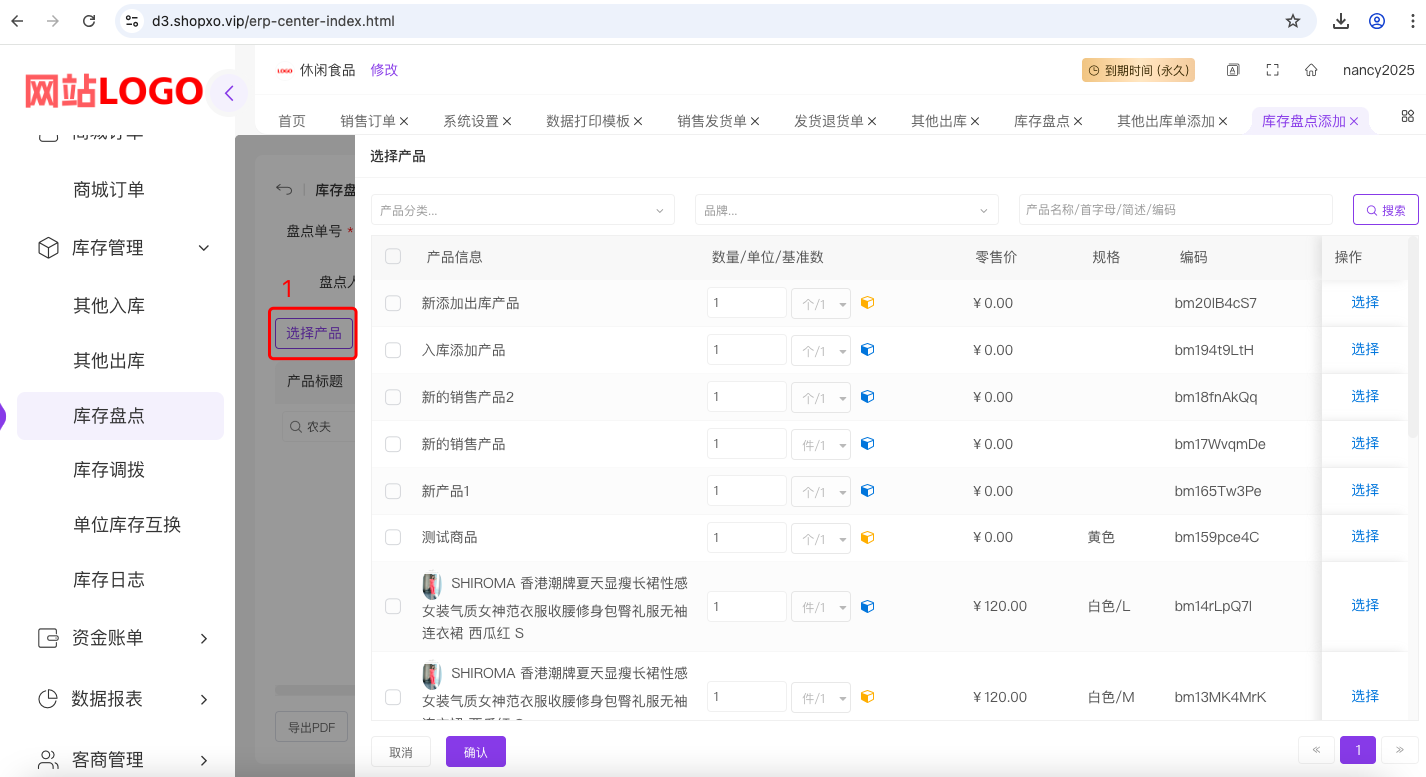 d3.shopxo.vip/erp-center-index.html
网站LOGO
LOGO 休闲食品 修改
到期时间 (永久)
nancy2025
首页 销售订单 × 系统设置 × 数据打印模板 × 销售发货单 × 发货退货单 × 其他出库 × 库存盘点 × 其他出库单添加 × 库存盘点添加 ×
商城订单
商城订单
库存管理
其他入库
其他出库
库存盘点
库存调拨
单位库存互换
库存日志
资金账单
数据报表
客商管理
库存盘
盘点单号 *
盘点人
1
选择产品
产品标题
农夫
导出PDF
选择产品
产品分类... 品牌... 产品名称/首字母/简述/编码 搜索
产品信息 数量/单位/基准数 零售价 规格 编码 操作
新添加出库产品 1 个/1 ¥ 0.00 bm20IB4cS7 选择
入库添加产品 1 个/1 ¥ 0.00 bm194t9LtH 选择
新的销售产品2 1 个/1 ¥ 0.00 bm18fnAkQq 选择
新的销售产品 1 件/1 ¥ 0.00 bm17WvqmDe 选择
新产品1 1 个/1 ¥ 0.00 bm165Tw3Pe 选择
测试商品 1 个/1 ¥ 0.00 黄色 bm159pce4C 选择
SHIROMA 香港潮牌夏天显瘦长裙性感
女装气质女神范衣服收腰修身包臀礼服无袖 1 件/1 ¥ 120.00 白色/L bm14rLpQ7l 选择
连衣裙 西瓜红 S
SHIROMA 香港潮牌夏天显瘦长裙性感
女装气质女神范衣服收腰修身包臀礼服无袖 1 件/1 ¥ 120.00 白色/M bm13MK4MrK 选择
连衣裙 西瓜红 S
取消 确认 « 1 »